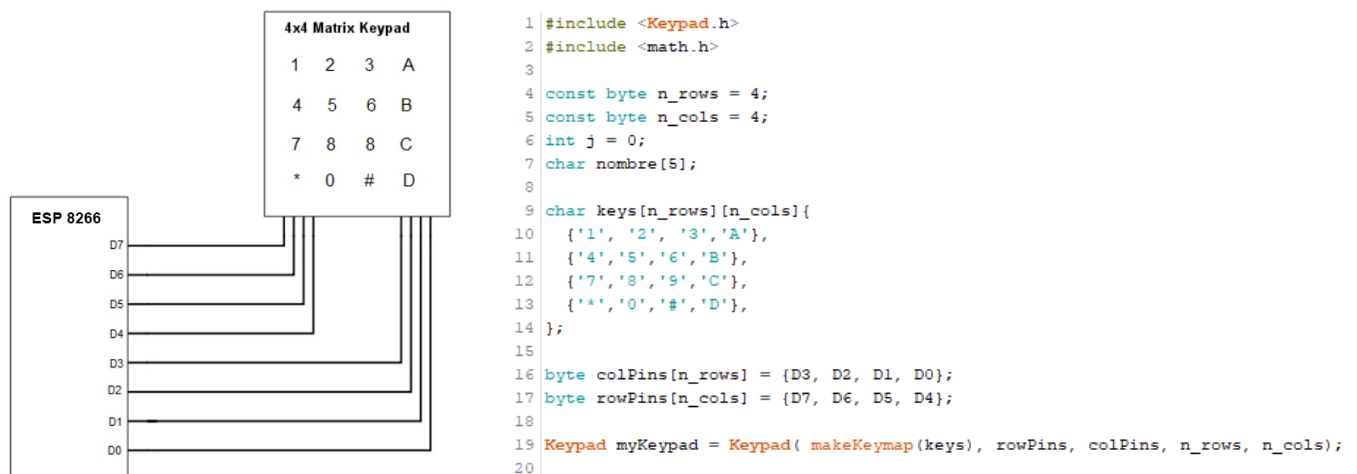 4x4 Matrix Keypad
1 2 3 A
4 5 6 B
7 8 8 C
* 0 # D
ESP 8266
D7
D6
D5
D4
D3
D2
D1
D0
1 #include <Keypad.h>
2 #include <math.h>
3
4 const byte n_rows = 4;
5 const byte n_cols = 4;
6 int j = 0;
7 char nombre[5];
8
9 char keys[n_rows][n_cols]{
10 {'1', '2', '3','A'},
11 {'4','5','6','B'},
12 {'7','8','9','C'},
13 {'*','0','#','D'},
14 };
15
16 byte colPins[n_rows] = {D3, D2, D1, D0};
17 byte rowPins[n_cols] = {D7, D6, D5, D4};
18
19 Keypad myKeypad = Keypad( makeKeymap(keys), rowPins, colPins, n_rows, n_cols);
20